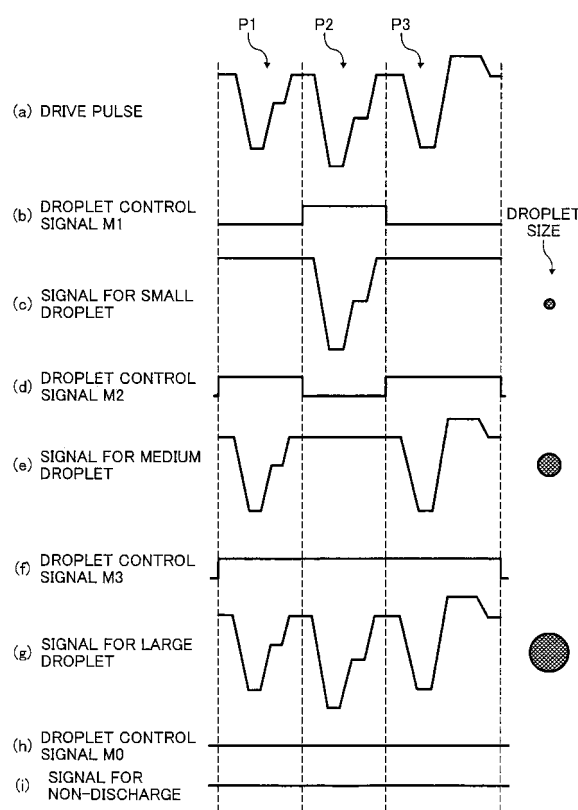 P1 P2 P3
(a) DRIVE PULSE
(b) DROPLET CONTROL
SIGNAL M1
DROPLET
SIZE
(c) SIGNAL FOR SMALL
DROPLET
(d) DROPLET CONTROL
SIGNAL M2
(e) SIGNAL FOR MEDIUM
DROPLET
(f) DROPLET CONTROL
SIGNAL M3
(g) SIGNAL FOR LARGE
DROPLET
(h) DROPLET CONTROL
SIGNAL M0
(i) SIGNAL FOR
NON-DISCHARGE